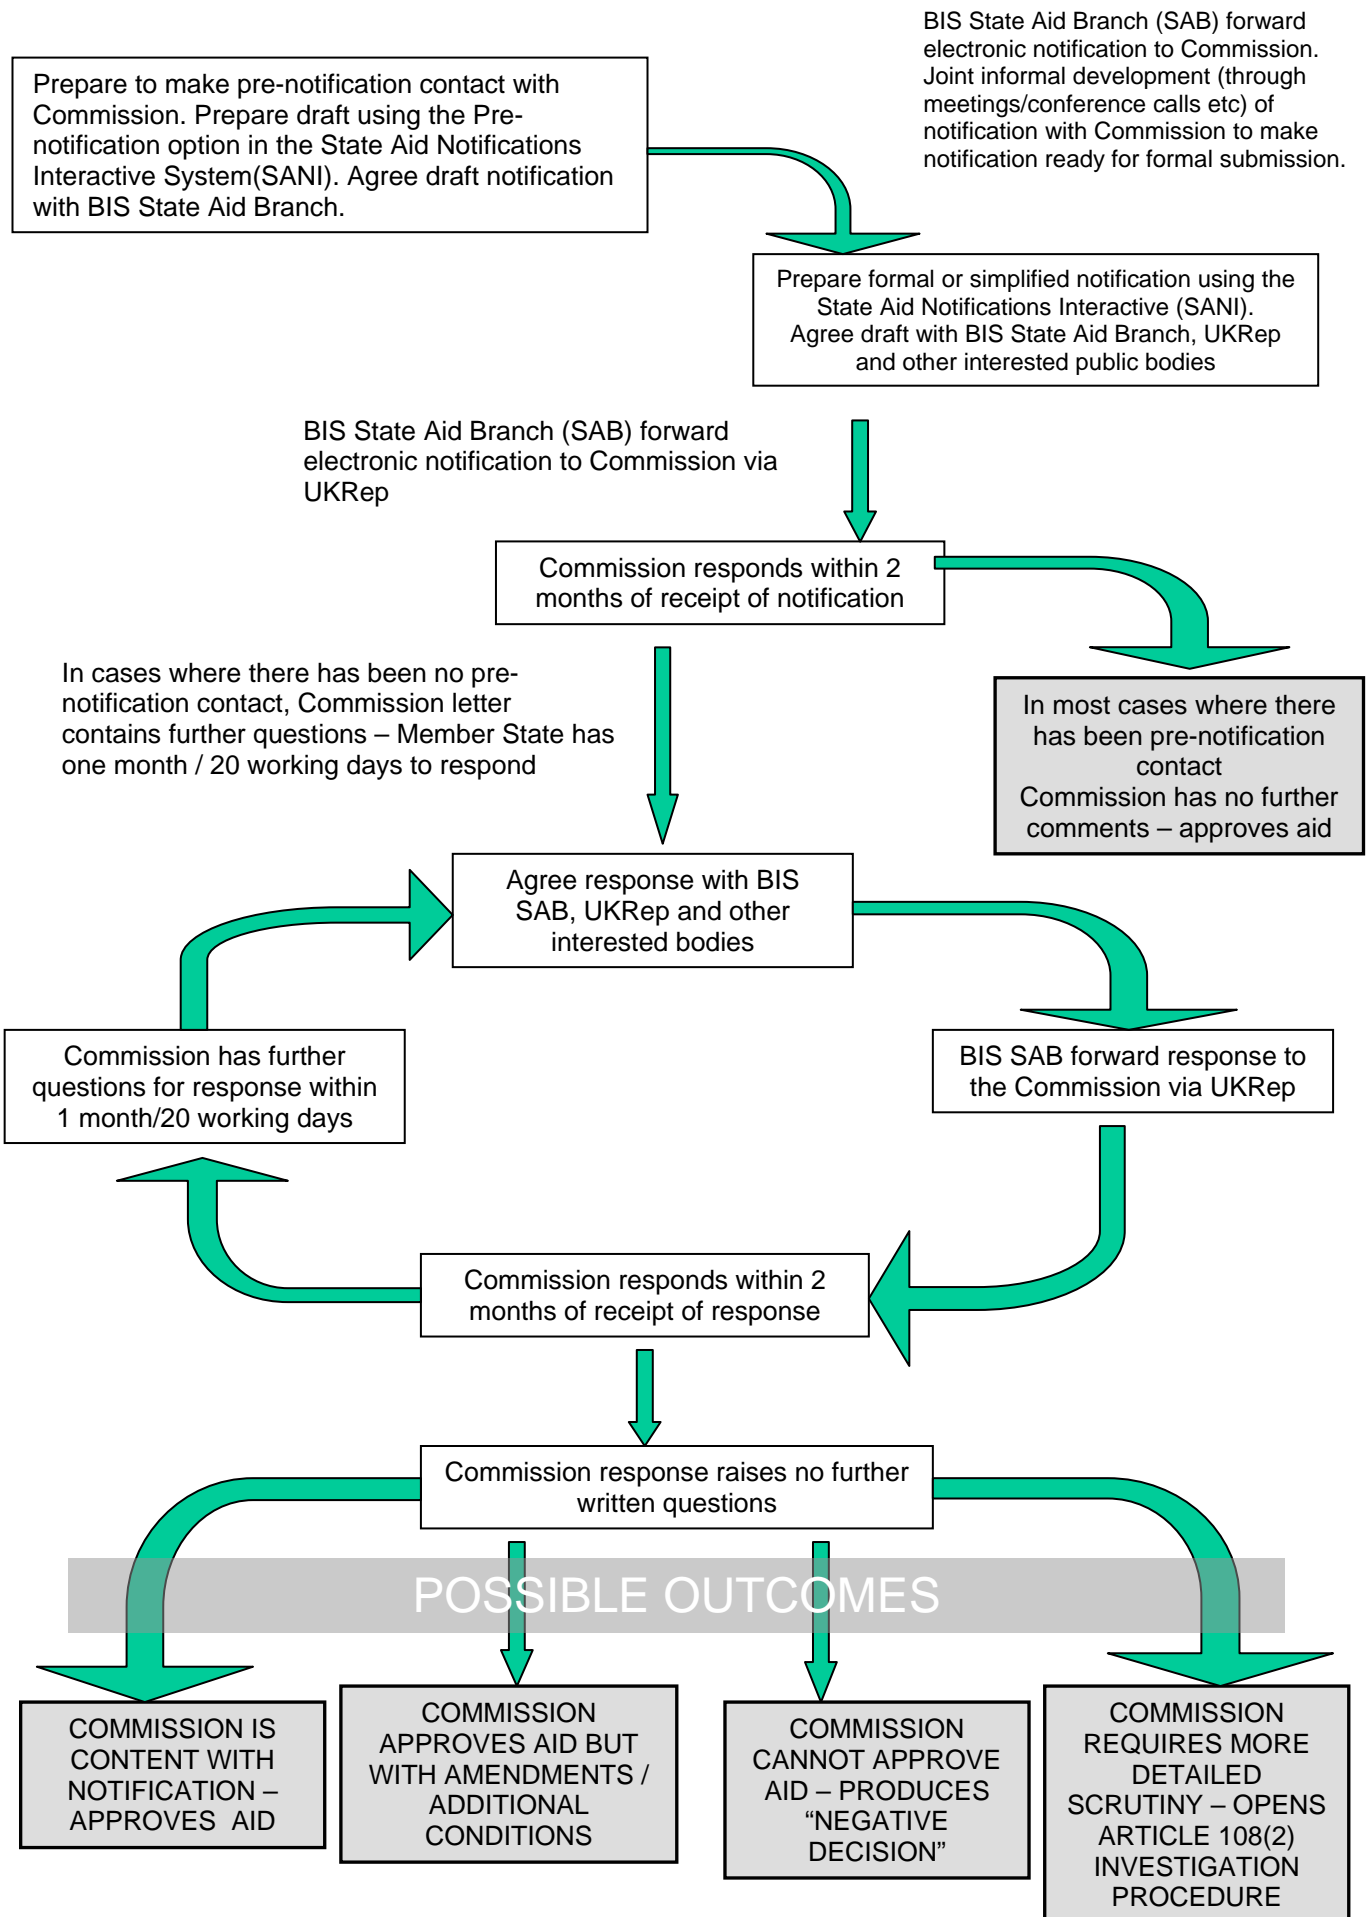 BIS State Aid Branch (SAB) forward
electronic notification to Commission.
Joint informal development (through
meetings/conference calls etc) of
notification with Commission to make
notification ready for formal submission.
Prepare to make pre-notification contact with
Commission. Prepare draft using the Pre-
notification option in the State Aid Notifications
Interactive System(SANI). Agree draft notification
with BIS State Aid Branch.
Prepare formal or simplified notification using the
State Aid Notifications Interactive (SANI).
Agree draft with BIS State Aid Branch, UKRep
and other interested public bodies
BIS State Aid Branch (SAB) forward
electronic notification to Commission via
UKRep
Commission responds within 2
months of receipt of notification
In cases where there has been no pre-
notification contact, Commission letter
contains further questions – Member State has
one month / 20 working days to respond
In most cases where there
has been pre-notification
contact
Commission has no further
comments – approves aid
Agree response with BIS
SAB, UKRep and other
interested bodies
Commission has further
questions for response within
1 month/20 working days
BIS SAB forward response to
the Commission via UKRep
Commission responds within 2
months of receipt of response
Commission response raises no further
written questions
POSSIBLE OUTCOMES
COMMISSION IS
CONTENT WITH
NOTIFICATION –
APPROVES  AID
COMMISSION
APPROVES AID BUT
WITH AMENDMENTS /
ADDITIONAL
CONDITIONS
COMMISSION
CANNOT APPROVE
AID – PRODUCES
“NEGATIVE
DECISION”
COMMISSION
REQUIRES MORE
DETAILED
SCRUTINY – OPENS
ARTICLE 108(2)
INVESTIGATION
PROCEDURE